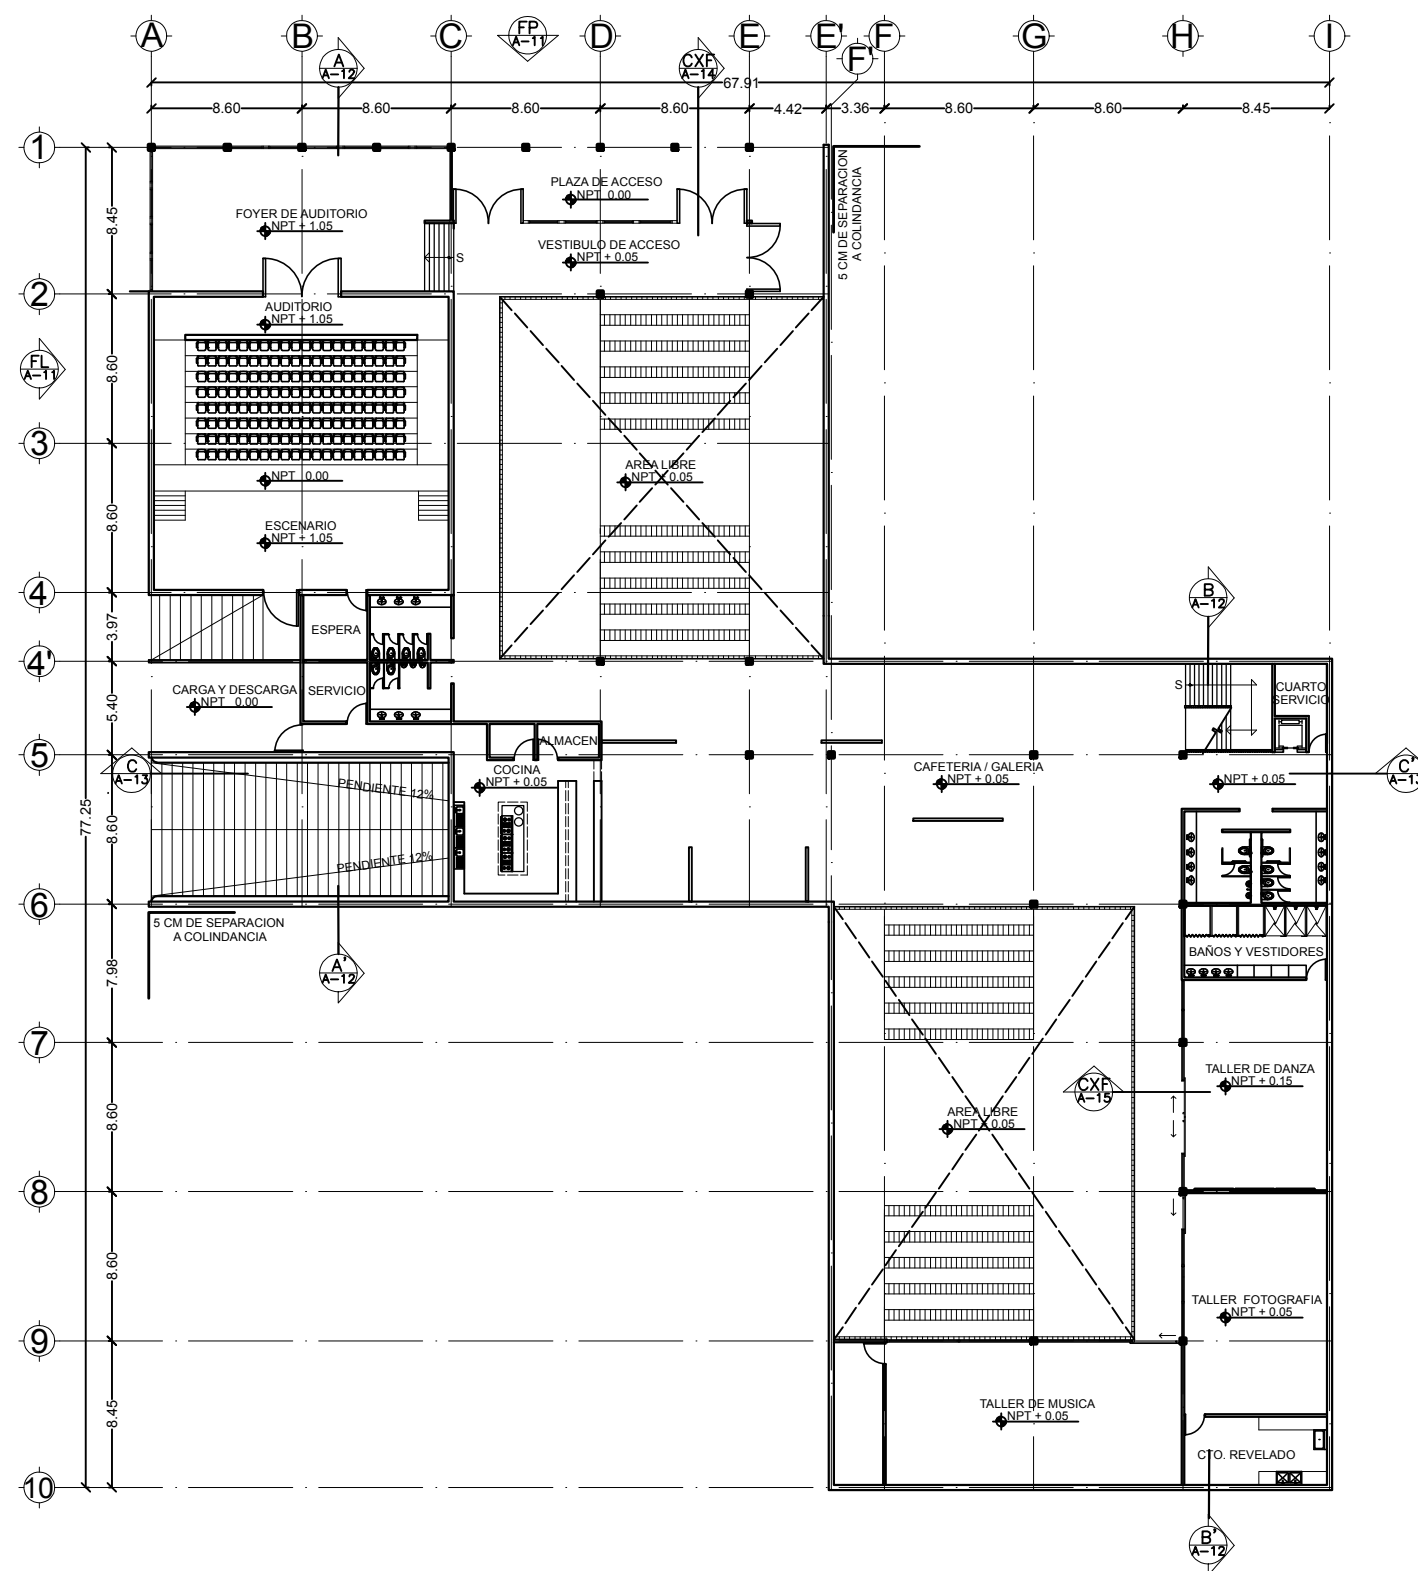 A
B
C
D
E
E'
F
G
H
I
FP
A-11
A
A-12
CXF
A-14
F'
67.91
8.60
8.60
8.60
8.60
4.42
3.36
8.60
8.60
8.45
1
PLAZA DE ACCESO
NPT 0.00
5 CM DE SEPARACION
A COLINDANCIA
FOYER DE AUDITORIO
NPT + 1.05
8.45
VESTIBULO DE ACCESO
NPT + 0.05
S
2
AUDITORIO
NPT + 1.05
FL
A-11
8.60
3
AREA LIBRE
NPT + 0.05
NPT 0.00
8.60
ESCENARIO
NPT + 1.05
4
B
A-12
3.97
ESPERA
4'
CARGA Y DESCARGA
NPT 0.00
SERVICIO
S
CUARTO
SERVICIO
5.40
ALMACEN
5
C
A-13
COCINA
NPT + 0.05
CAFETERIA / GALERIA
NPT + 0.05
NPT + 0.05
C'
A-13
PENDIENTE 12%
77.25
8.60
PENDIENTE 12%
6
5 CM DE SEPARACION
A COLINDANCIA
BAÑOS Y VESTIDORES
A'
A-12
7.98
7
TALLER DE DANZA
NPT + 0.15
CXF
A-15
AREA LIBRE
NPT + 0.05
8.60
8
8.60
TALLER FOTOGRAFIA
NPT + 0.05
9
TALLER DE MUSICA
NPT + 0.05
8.45
CTO. REVELADO
10
B'
A-12